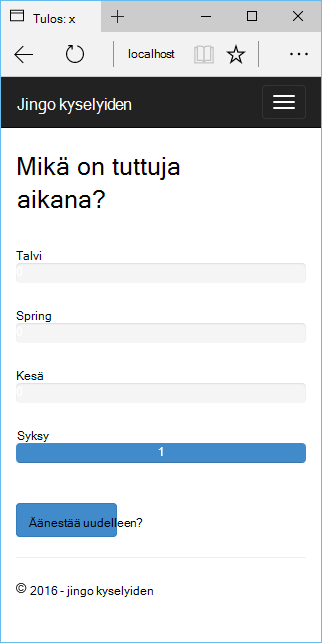 Tulos: x
localhost
Jingo kyselyiden
Mikä on tuttuja
aikana?
Talvi
0
Spring
0
Kesä
0
Syksy
1
Äänestää uudelleen?
© 2016 - jingo kyselyiden